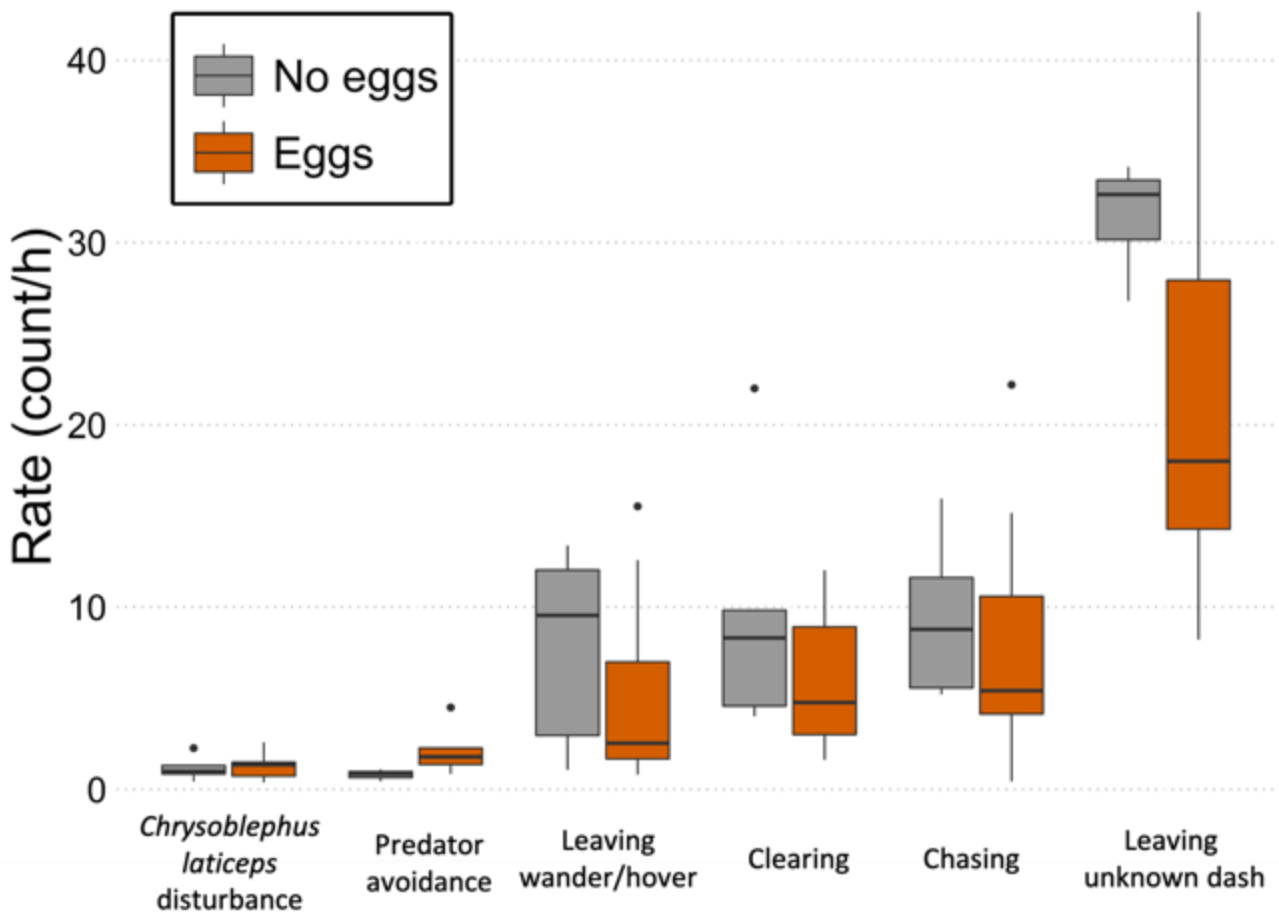 No eggs
Eggs
Rate (count/h)
40
30
20
10
0
Chrysoblephus
laticeps
disturbance
Predator
avoidance
Leaving
wander/hover
Clearing
Chasing
Leaving
unknown dash